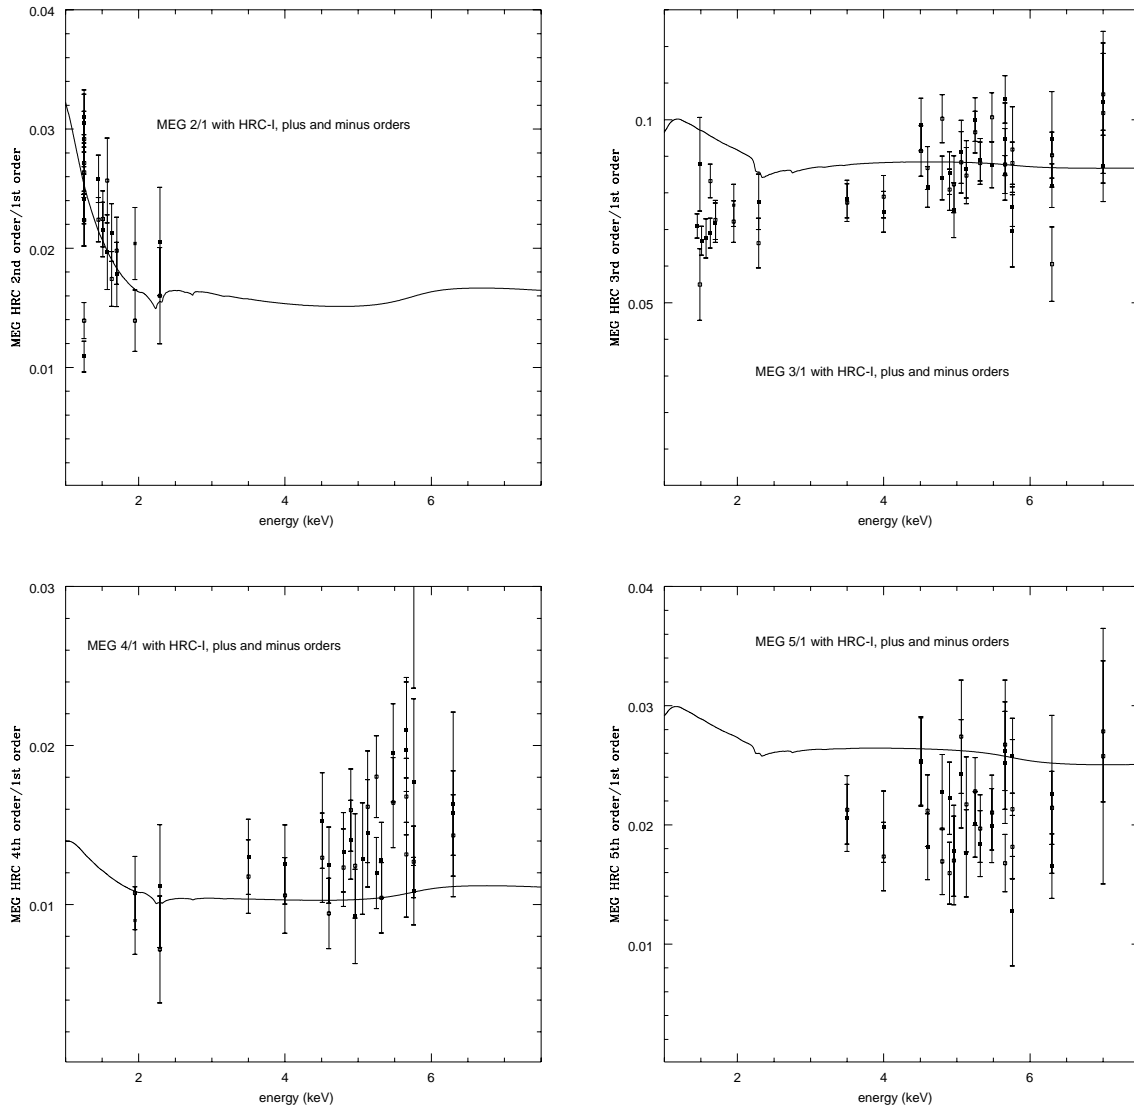 0.04
0.03
0.02
0.01
MEG HRC 2nd order/1st order
MEG 2/1 with HRC-I, plus and minus orders
2 4 6
energy (keV)
0.1
0.05
MEG HRC 3rd order/1st order
MEG 3/1 with HRC-I, plus and minus orders
2 4 6
energy (keV)
0.03
0.02
0.01
MEG HRC 4th order/1st order
MEG 4/1 with HRC-I, plus and minus orders
2 4 6
energy (keV)
0.04
0.03
0.02
0.01
MEG HRC 5th order/1st order
MEG 5/1 with HRC-I, plus and minus orders
2 4 6
energy (keV)